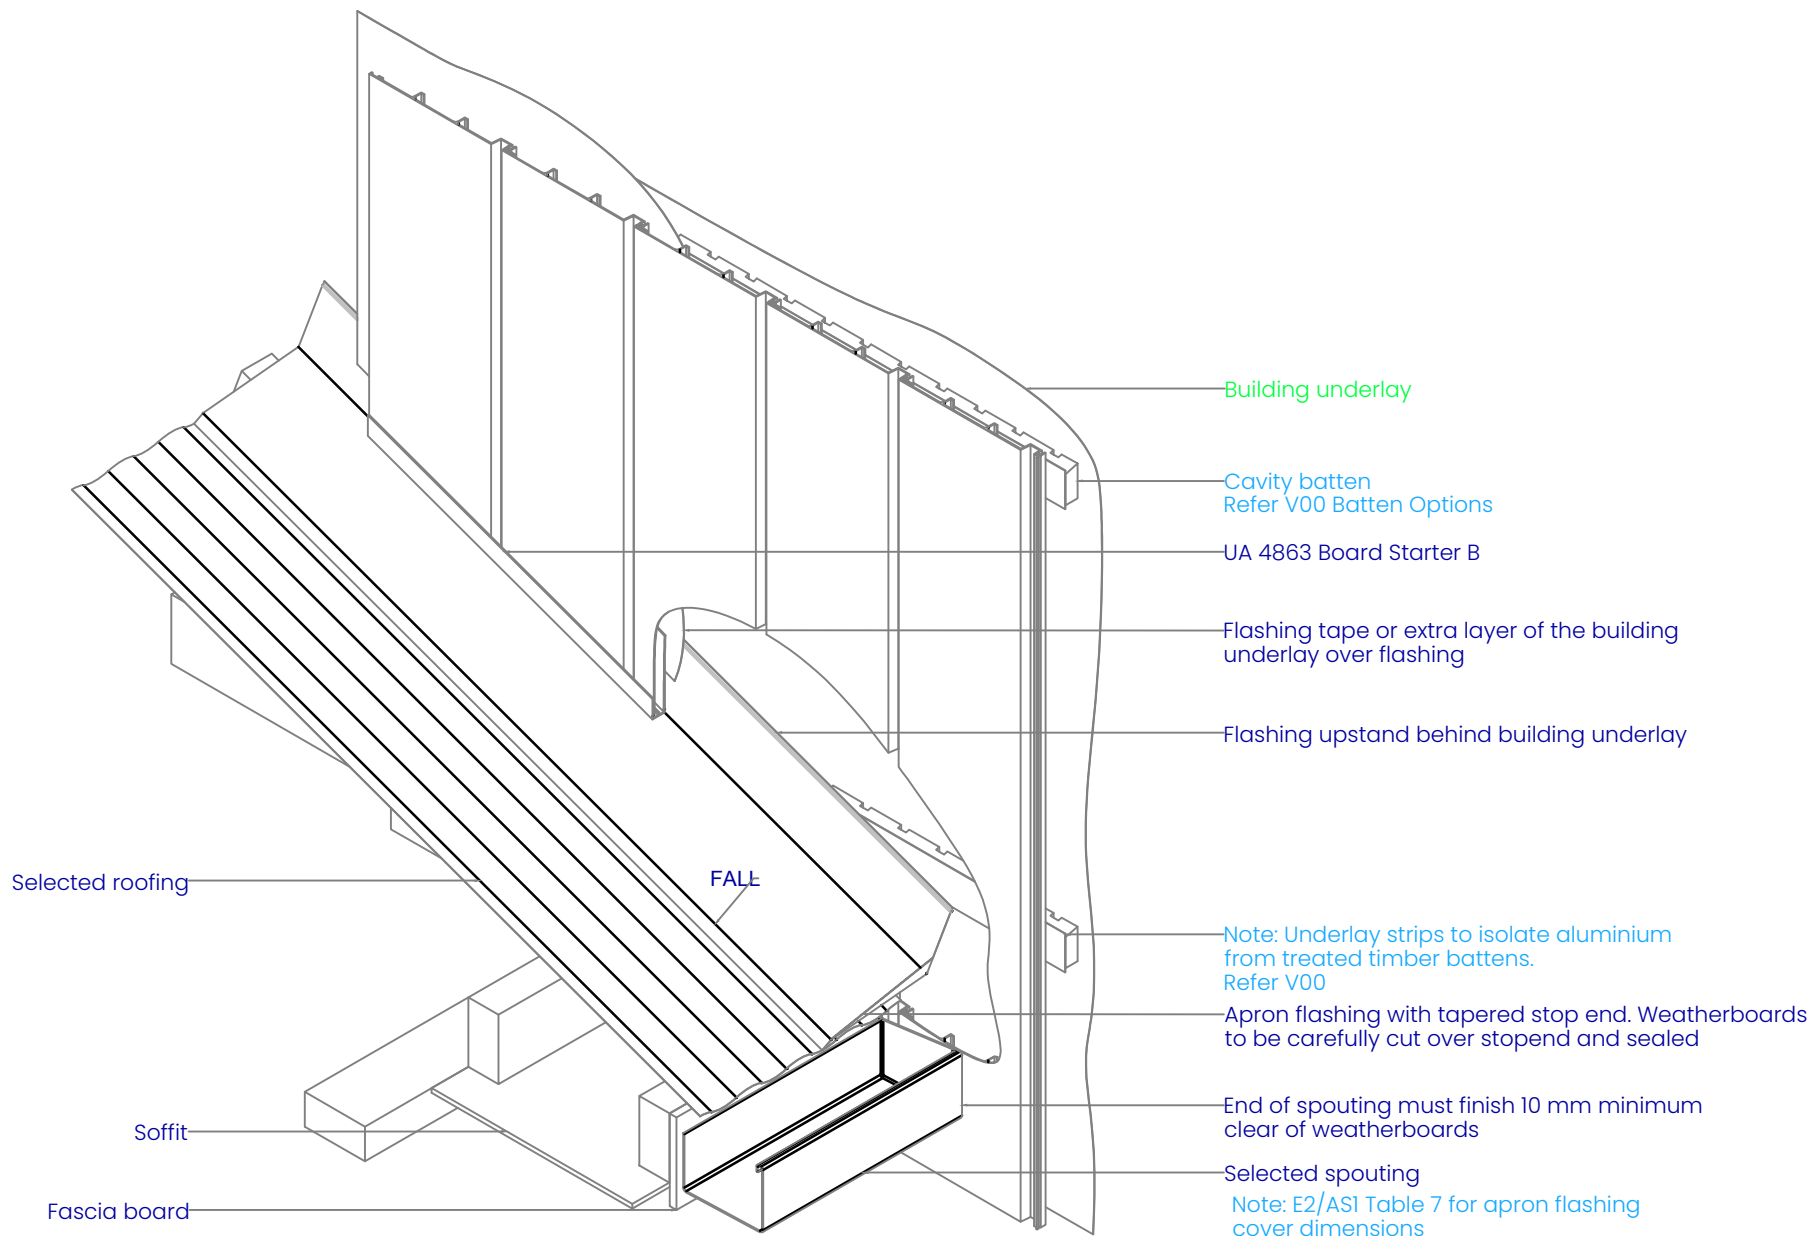 Building underlay
Cavity batten
Refer V00 Batten Options
UA 4863 Board Starter B
Flashing tape or extra layer of the building
underlay over flashing
Flashing upstand behind building underlay
Selected roofing
FALL
Note: Underlay strips to isolate aluminium
from treated timber battens.
Refer V00
Apron flashing with tapered stop end. Weatherboards
to be carefully cut over stopend and sealed
End of spouting must finish 10 mm minimum
clear of weatherboards
Soffit
Selected spouting
Fascia board
Note: E2/AS1 Table 7 for apron flashing
cover dimensions